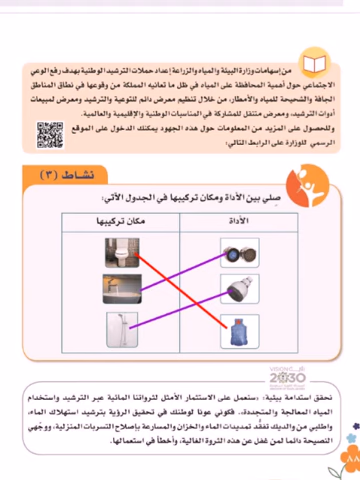 من إسهامات وزارة البيئة والمياه والزراعة إعداد حملات الترشيد الوطنية بهدف رفع الوعي
الاجتماعي حول أهمية المحافظة على المياه في ظل ما تعانيه المملكة من وقوعها في نطاق المناطق
الجافة والشحيحة للمياه والأمطار، من خلال تنظيم معرض دائم للتوعية والترشيد ومعرض لمبيعات
أدوات الترشيد، ومعرض متنقل للمشاركة في المناسبات الوطنية والإقليمية والعالمية.
وللحصول على المزيد من المعلومات حول هذه الجهود يمكنك الدخول على الموقع
الرسمي للوزارة على الرابط التالي:
نشاط (٣)
صلي بين الأداة ومكان تركيبها في الجدول الآتي:
الأداة
مكان تركيبها
2030
نحقق استدامة بيئية: سنعمل على الاستثمار الأمثل لثرواتنا المائية عبر الترشيد واستخدام
المياه المعالجة والمتجددة، فكوني عونا لوطنك في تحقيق الرؤية بترشيد استهلاك الماء،
واطلبي من والديك تفقد تمديدات الماء والخزان والمسارعة بإصلاح التسربات المنزلية، ووجهي
النصيحة دائما لمن غفل عن هذه الثروة الغالية، وأخطأ في استعمالها.
٨٨